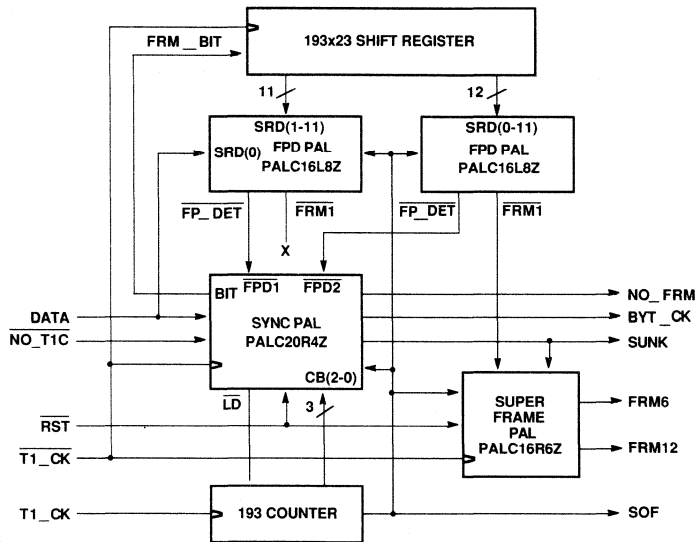 193x23 SHIFT REGISTER
FRM_BIT
11
12
SRD(1-11)
SRD(0)
FPD PAL
PALC16L8Z
SRD(0-11)
FPD PAL
PALC16L8Z
FP_DET
FRM1
FP_DET
FRM1
X
BIT
FPD1
FPD2
SYNC PAL
PALC20R4Z
CB(2-0)
DATA
NO_T1C
NO_FRM
BYT_CK
SUNK
LD
3
RST
SUPER
FRAME
PAL
PALC16R6Z
FRM6
FRM12
T1_CK
T1_CK
193 COUNTER
SOF